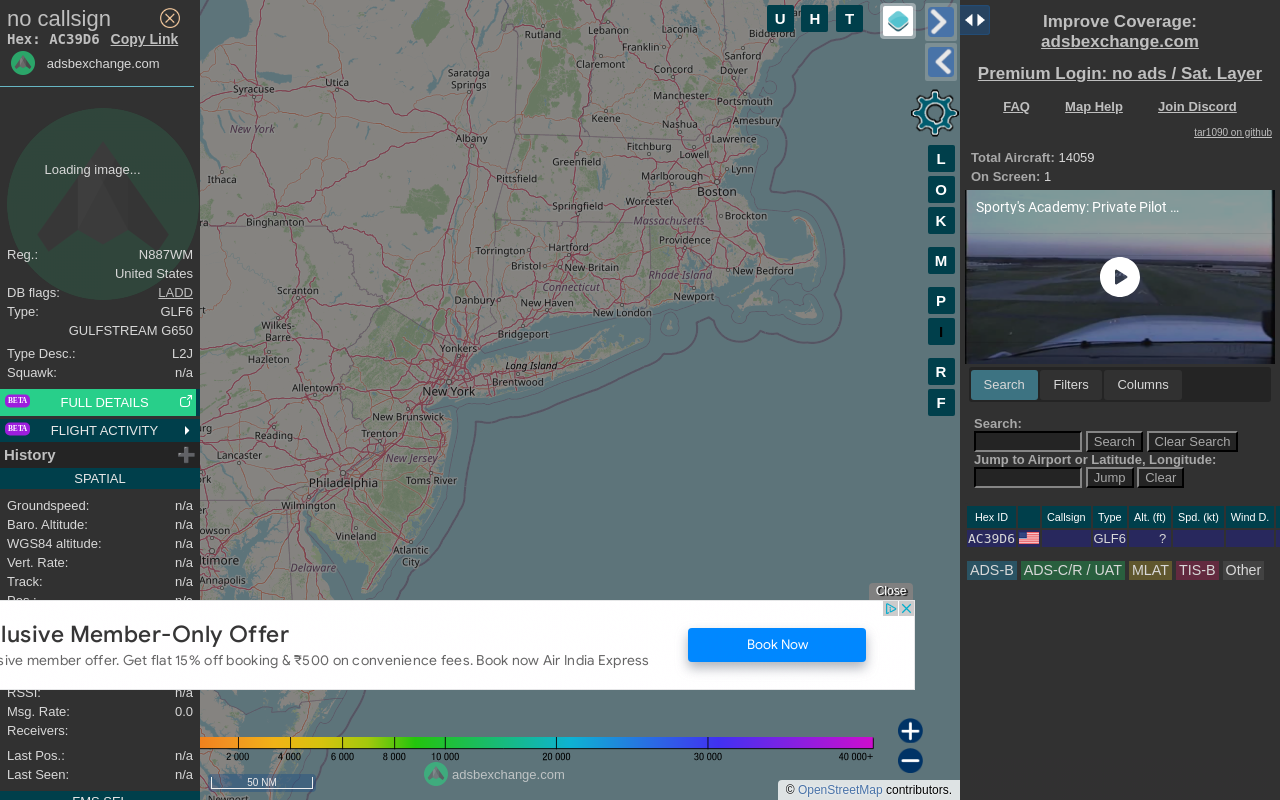 no callsign
Hex: AC39D6 Copy Link
adsbexchange.com
Loading image...
Reg.: N887WM
United States
DB flags: LADD
Type: GLF6
GULFSTREAM G650
Type Desc.: L2J
Squawk: n/a
BETA FULL DETAILS
BETA FLIGHT ACTIVITY
History
SPATIAL
Groundspeed: n/a
Baro. Altitude: n/a
WGS84 altitude: n/a
Vert. Rate: n/a
Track: n/a
Pos.: n/a
RSSI: n/a
Msg. Rate: 0.0
Receivers:
Last Pos.: n/a
Last Seen: n/a
FMS SEL
U H T
L
O
K
M
P
I
R
F
Rutland
Lebanon
Laconia
Franklin
Claremont
Concord
Sanford
Dover
Biddeford
Saratoga
Springs
Utica
Syracuse
New York
Manchester
Portsmouth
Keene
Nashua
Amesbury
Albany
Fitchburg
Lawrence
Lowell
Greenfield
Lynn
Ithaca
Pittsfield
Marlborough
Boston
Worcester
Springfield
Massachusetts
Brockton
Binghamton
Providence
Hartford
Torrington
Bristol
New Britain
Rhode Island
New Bedford
Connecticut
Newport
Scranton
Danbury
New Haven
New London
Wilkes-
Barre
Bridgeport
Hazleton
Yonkers
Long Island
Brentwood
Allentown
New York
New Brunswick
Reading
Trenton
Lancaster
New Jersey
Philadelphia
Toms River
Wilmington
Vineland
Atlantic
City
Annapolis
Delaware
Close
lusive Member-Only Offer
sive member offer. Get flat 15% off booking & ₹500 on convenience fees. Book now Air India Express
Book Now
2 000 4 000 6 000 8 000 10 000 20 000 30 000 40 000+
adsbexchange.com
50 NM
© OpenStreetMap contributors.
Improve Coverage:
adsbexchange.com
Premium Login: no ads / Sat. Layer
FAQ Map Help Join Discord
tar1090 on github
Total Aircraft: 14059
On Screen: 1
Sporty's Academy: Private Pilot ...
Search Filters Columns
Search:
Search Clear Search
Jump to Airport or Latitude, Longitude:
Jump Clear
Hex ID Callsign Type Alt. (ft) Spd. (kt) Wind D.
AC39D6 GLF6 ?
ADS-B ADS-C/R / UAT MLAT TIS-B Other